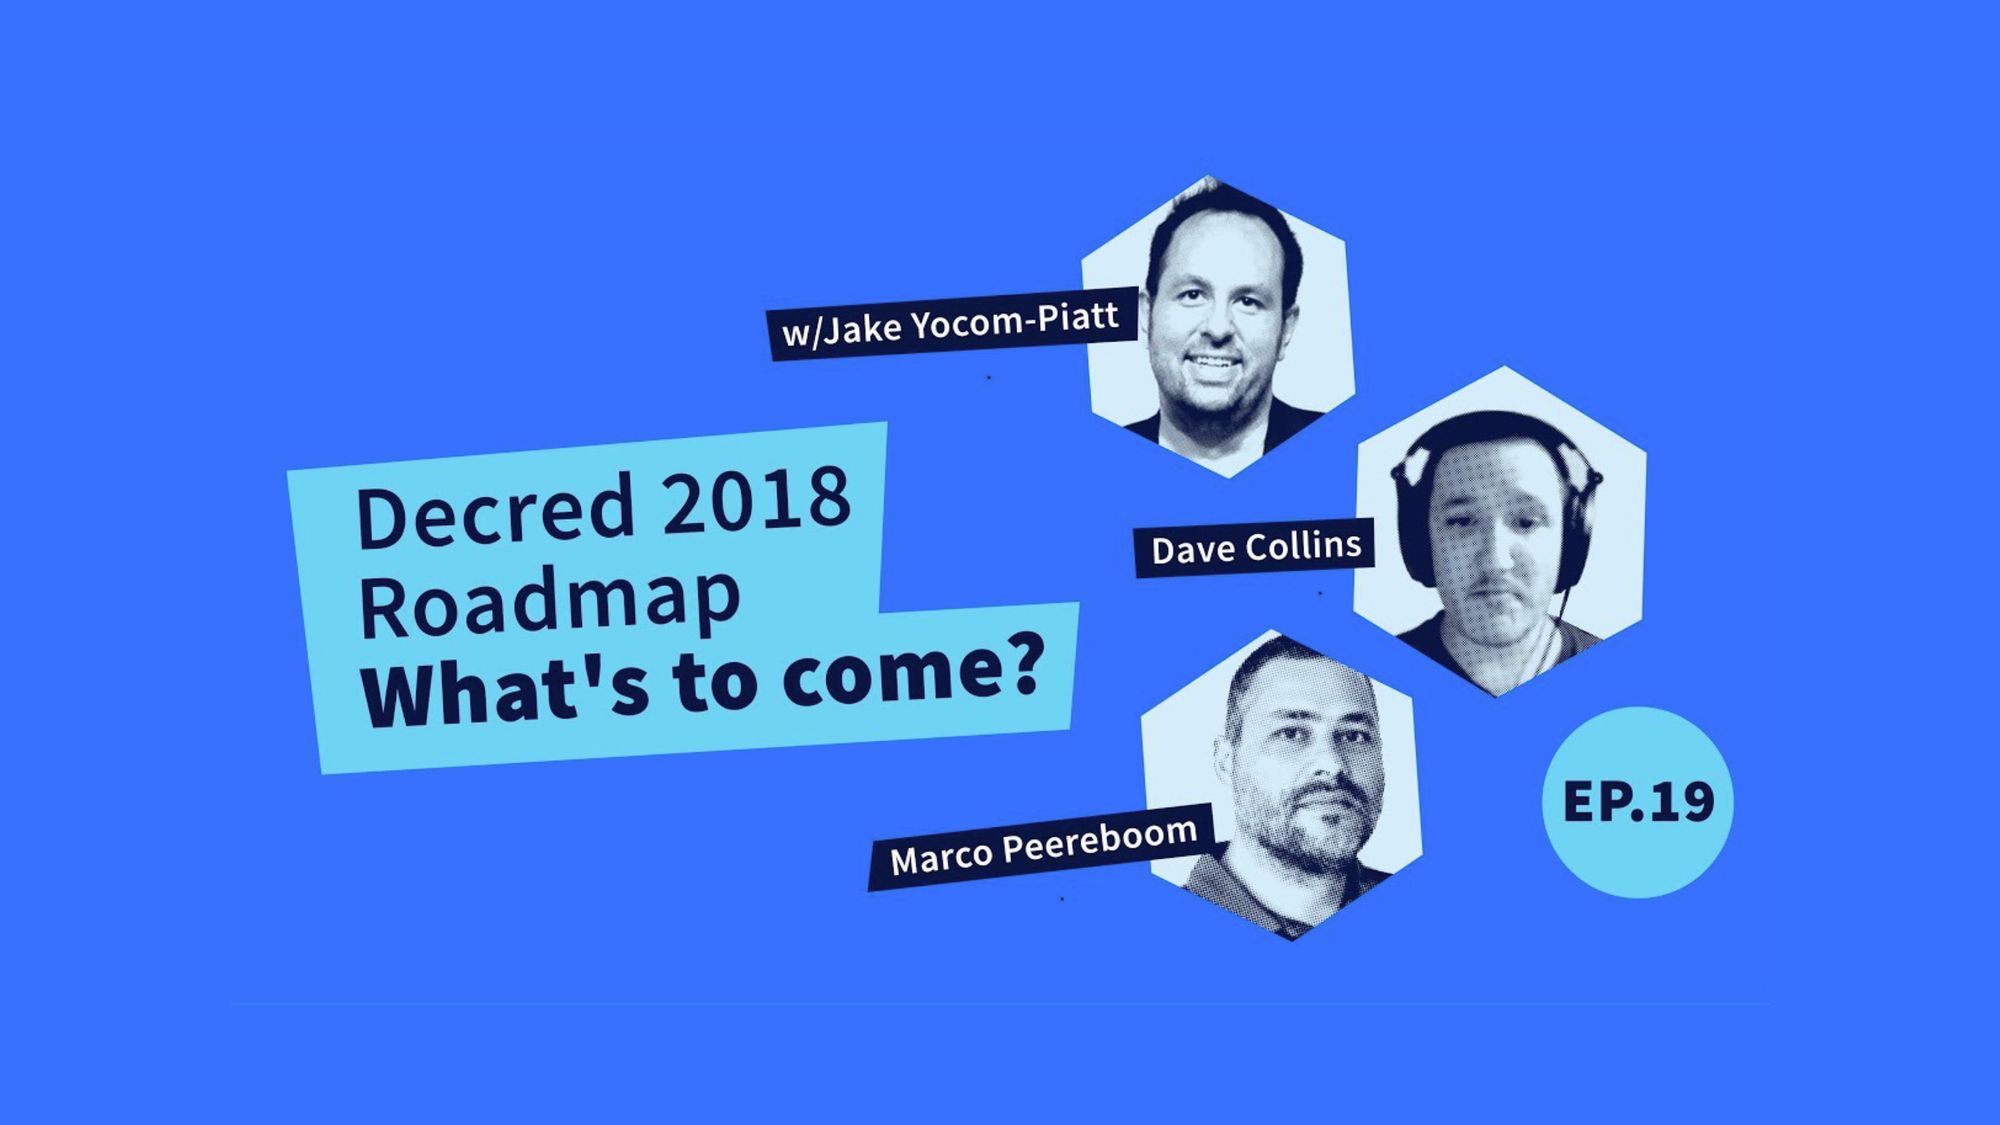 w/Jake Yocom-Piatt
Decred 2018
Roadmap
What's to come?
Dave Collins
Marco Peereboom
EP.19